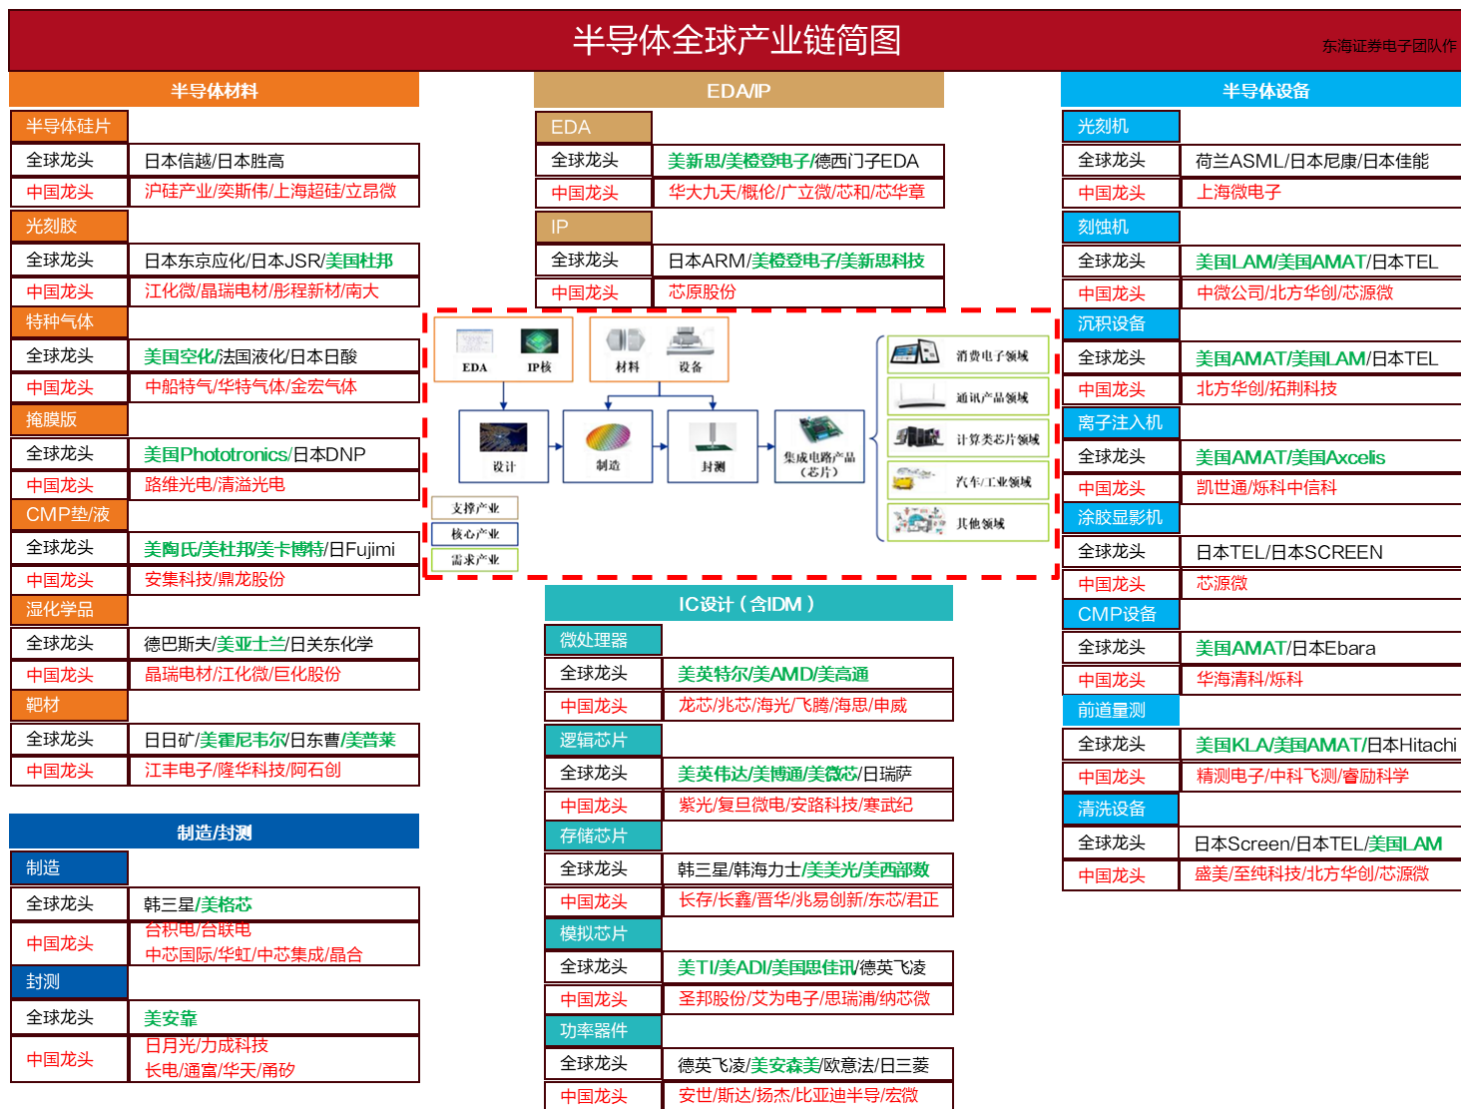 半导体全球产业链简图
东海证券电子团队作
半导体材料
半导体硅片
全球龙头 日本信越/日本胜高
中国龙头 沪硅产业/奕斯伟/上海超硅/立昂微
光刻胶
全球龙头 日本东京应化/日本JSR/美国杜邦
中国龙头 江化微/晶瑞电材/彤程新材/南大
特种气体
全球龙头 美国空化/法国液化/日本日酸
中国龙头 中船特气/华特气体/金宏气体
掩膜版
全球龙头 美国Phototronics/日本DNP
中国龙头 路维光电/清溢光电
CMP垫/液
全球龙头 美陶氏/美杜邦/美卡博特/日Fujimi
中国龙头 安集科技/鼎龙股份
湿化学品
全球龙头 德巴斯夫/美亚士兰/日关东化学
中国龙头 晶瑞电材/江化微/巨化股份
靶材
全球龙头 日日矿/美霍尼韦尔/日东曹/美普莱
中国龙头 江丰电子/隆华科技/阿石创
制造/封测
制造
全球龙头 韩三星/美格芯
中国龙头 台积电/台联电
中芯国际/华虹/中芯集成/晶合
封测
全球龙头 美安靠
中国龙头 日月光/力成科技
长电/通富/华天/甬矽
EDA/IP
EDA
全球龙头 美新思/美橙登电子/德西门子EDA
中国龙头 华大九天/概伦/广立微/芯和/芯华章
IP
全球龙头 日本ARM/美橙登电子/美新思科技
中国龙头 芯原股份
EDA IP核 材料 设备
设计 制造 封测 集成电路产品
（芯片）
消费电子领域
通讯产品领域
计算类芯片领域
汽车/工业领域
其他领域
支撑产业
核心产业
需求产业
IC设计（含IDM）
微处理器
全球龙头 美英特尔/美AMD/美高通
中国龙头 龙芯/兆芯/海光/飞腾/海思/申威
逻辑芯片
全球龙头 美英伟达/美博通/美微芯/日瑞萨
中国龙头 紫光/复旦微电/安路科技/寒武纪
存储芯片
全球龙头 韩三星/韩海力士/美美光/美西部数
中国龙头 长存/长鑫/晋华/兆易创新/东芯/君正
模拟芯片
全球龙头 美TI/美ADI/美国思佳讯/德英飞凌
中国龙头 圣邦股份/艾为电子/思瑞浦/纳芯微
功率器件
全球龙头 德英飞凌/美安森美/欧意法/日三菱
中国龙头 安世/斯达/扬杰/比亚迪半导/宏微
半导体设备
光刻机
全球龙头 荷兰ASML/日本尼康/日本佳能
中国龙头 上海微电子
刻蚀机
全球龙头 美国LAM/美国AMAT/日本TEL
中国龙头 中微公司/北方华创/芯源微
沉积设备
全球龙头 美国AMAT/美国LAM/日本TEL
中国龙头 北方华创/拓荆科技
离子注入机
全球龙头 美国AMAT/美国Axcelis
中国龙头 凯世通/烁科中信科
涂胶显影机
全球龙头 日本TEL/日本SCREEN
中国龙头 芯源微
CMP设备
全球龙头 美国AMAT/日本Ebara
中国龙头 华海清科/烁科
前道量测
全球龙头 美国KLA/美国AMAT/日本Hitachi
中国龙头 精测电子/中科飞测/睿励科学
清洗设备
全球龙头 日本Screen/日本TEL/美国LAM
中国龙头 盛美/至纯科技/北方华创/芯源微